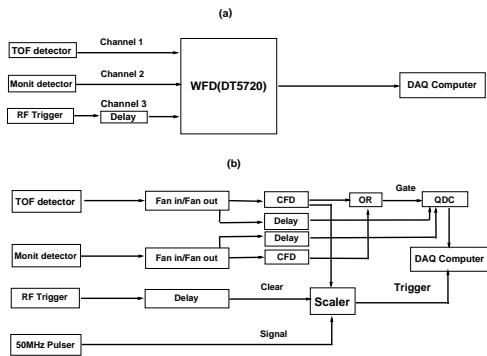 (a)
TOF detector
Channel 1
Monit detector
Channel 2
RF Trigger
Channel 3
Delay
WFD(DT5720)
DAQ Computer
(b)
TOF detector
Fan in/Fan out
CFD
OR
Gate
QDC
Delay
Delay
Monit detector
Fan in/Fan out
CFD
DAQ Computer
RF Trigger
Delay
Clear
Scaler
Trigger
50MHz Pulser
Signal